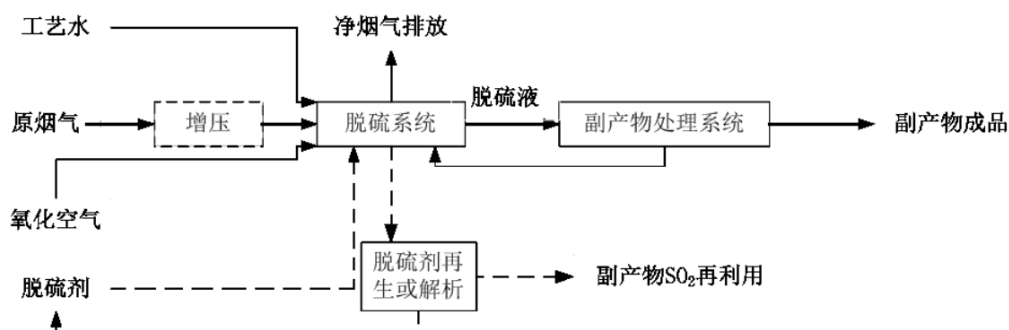 工艺水
净烟气排放
脱硫液
原烟气
增压
脱硫系统
副产物处理系统
副产物成品
氧化空气
脱硫剂
脱硫剂再
生或解析
副产物SO₂再利用